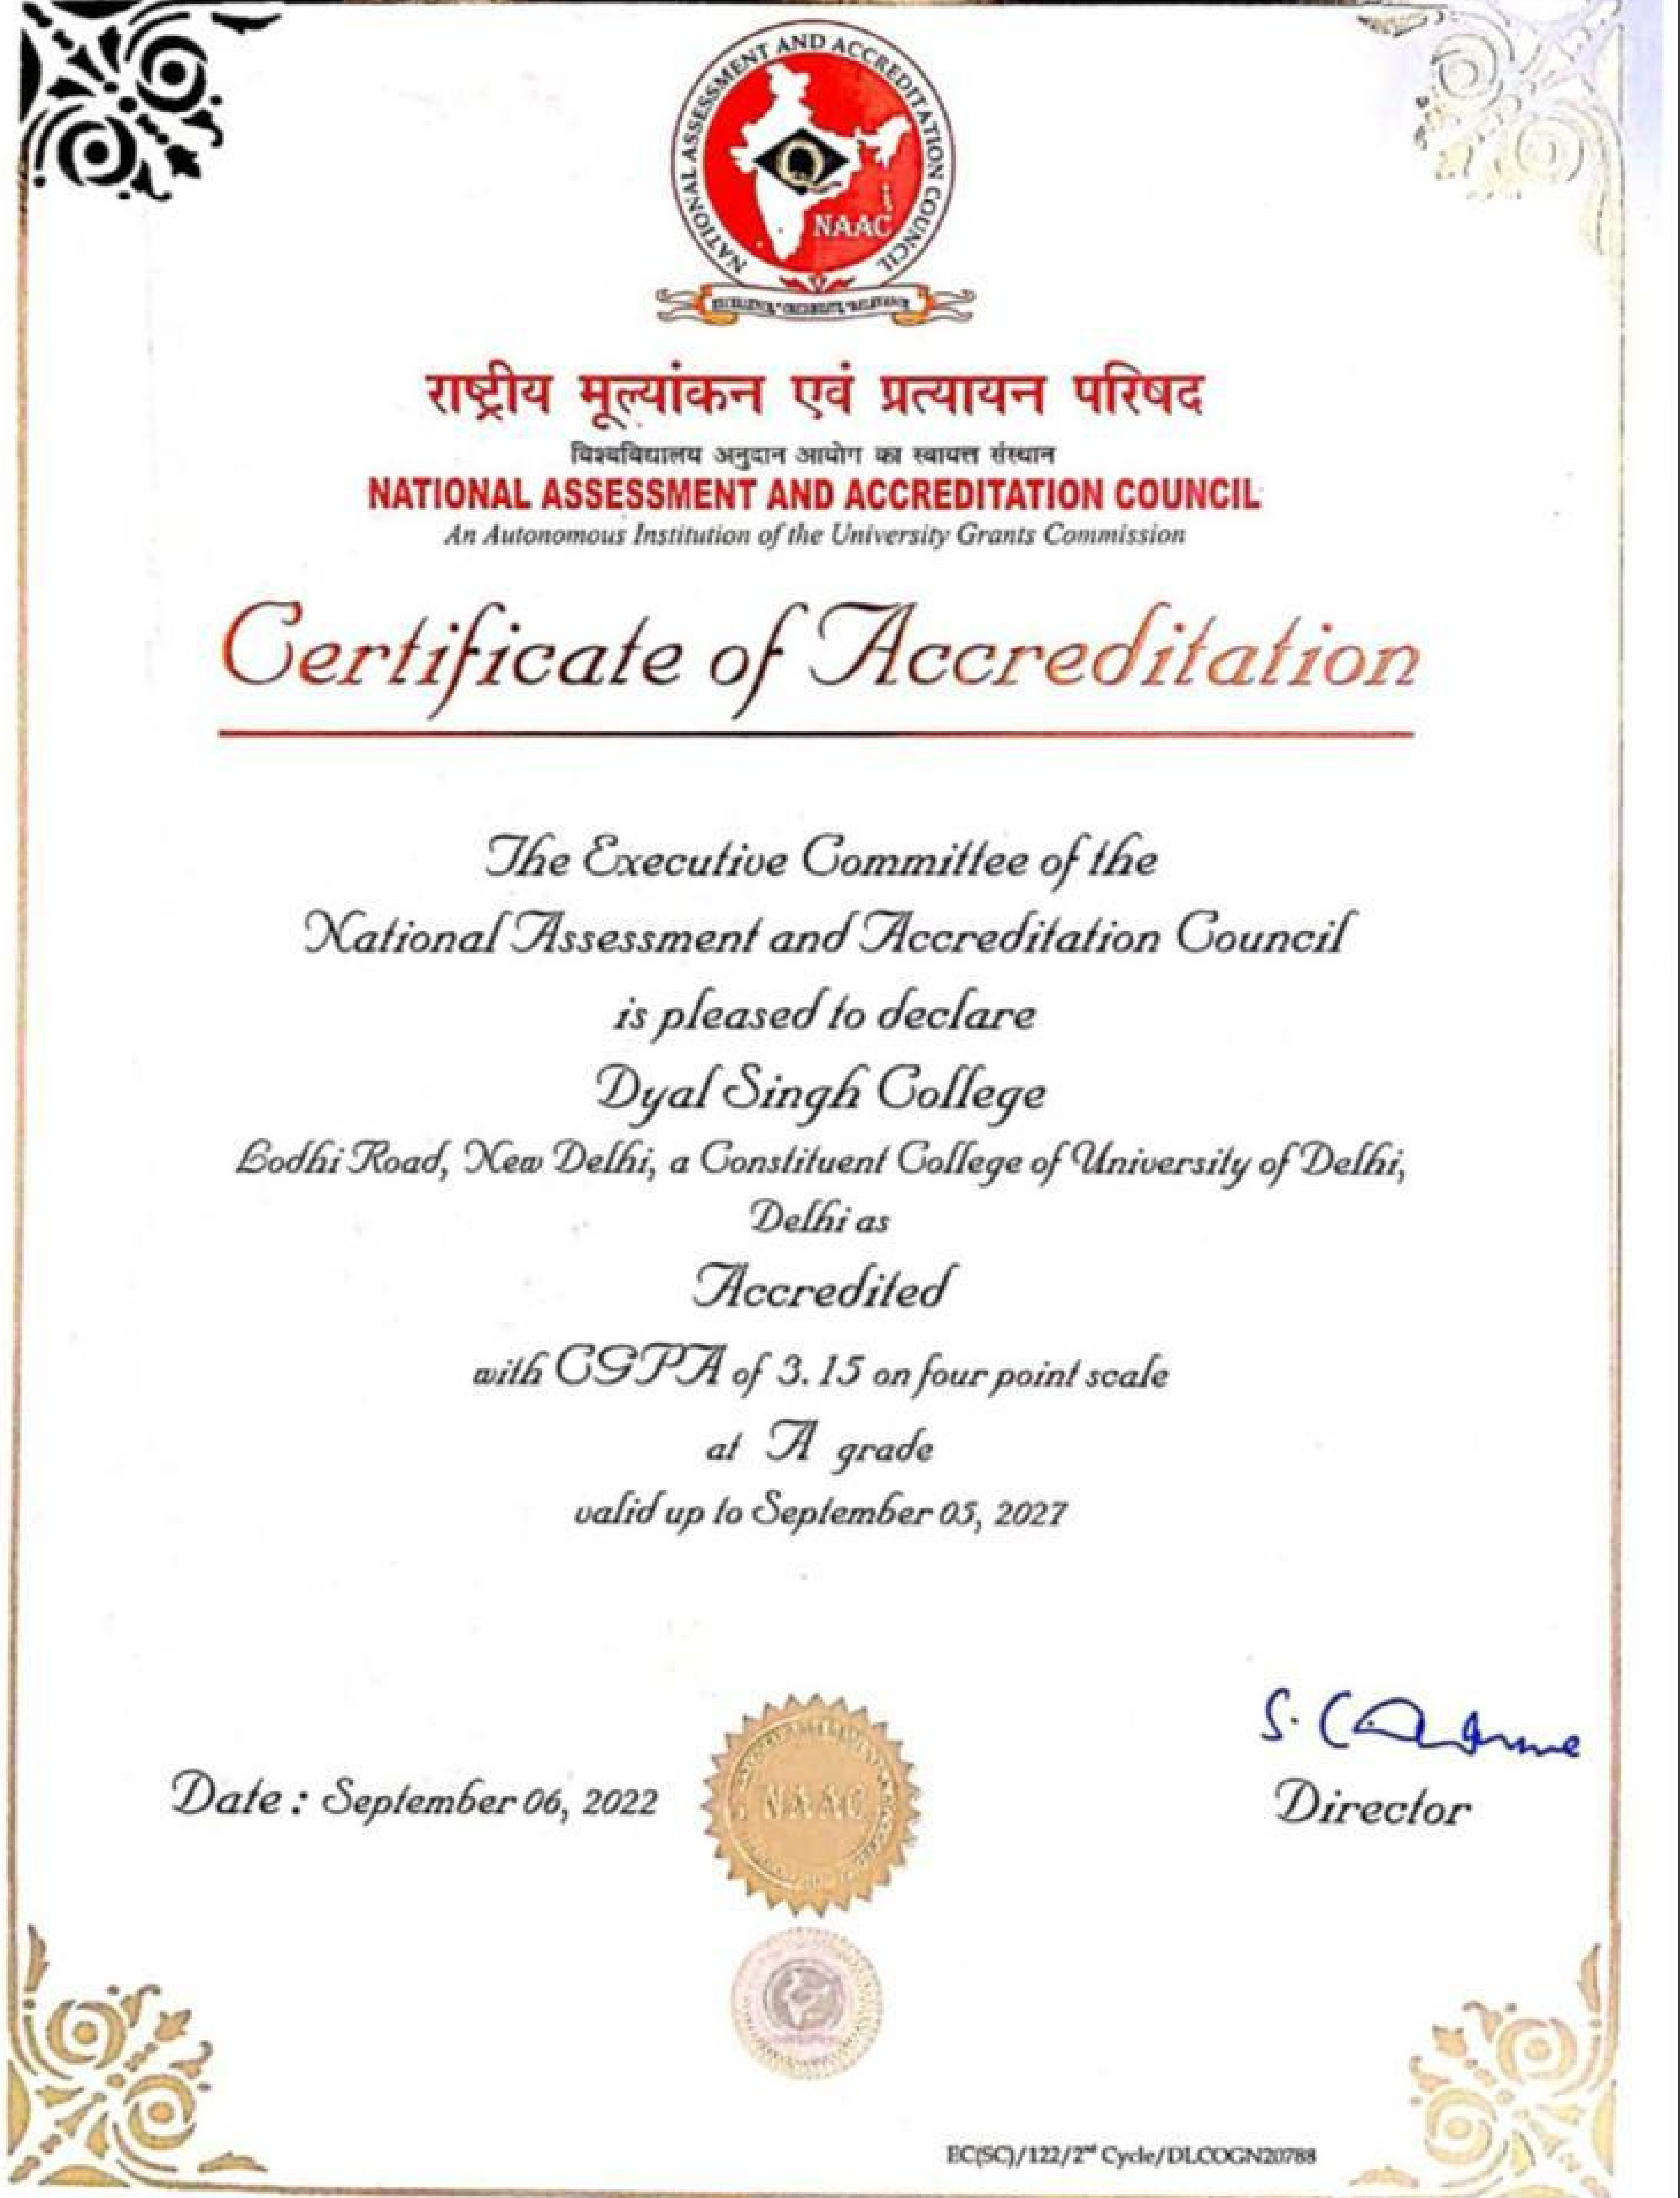 NATIONAL ASSESSMENT AND ACCREDITATION COUNCIL
Q
NAAC
EXCELLENCE * CREDIBILITY * RELEVANCE
राष्ट्रीय मूल्यांकन एवं प्रत्यायन परिषद
विश्वविद्यालय अनुदान आयोग का स्वायत्त संस्थान
NATIONAL ASSESSMENT AND ACCREDITATION COUNCIL
An Autonomous Institution of the University Grants Commission
Certificate of Accreditation
The Executive Committee of the
National Assessment and Accreditation Council
is pleased to declare
Dyal Singh College
Lodhi Road, New Delhi, a Constituent College of University of Delhi,
Delhi as
Accredited
with CGPA of 3.15 on four point scale
at A grade
valid up to September 05, 2027
S. C
Date : September 06, 2022
NAAC
Director
EC(SC)/122/2nd Cycle/DLCOGN20788